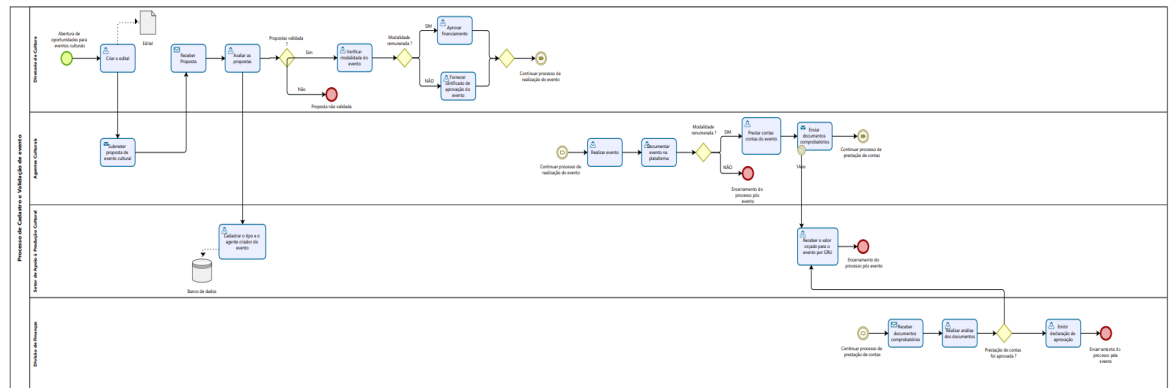 Processo de Cadastro e Validação de evento
Diretoria de Cultura
Abertura de
oportunidades para
eventos culturais
Criar o edital
Edital
Receber
Proposta
Avaliar as
propostas
Propostas validada
?
Sim
Não
Proposta não validada
Verificar
modalidade do
evento
Modalidade
remunerada ?
SIM
NÃO
Aprovar
financiamento
Fornecer
certificado de
aprovação do
evento
Continuar processo de
realização do evento
Agentes Culturais
Submeter
proposta de
evento cultural
Continuar processo de
realização do evento
Realizar evento
Documentar
evento na
plataforma
Modalidade
remunerada ?
SIM
NÃO
Encerramento do
processo pós
evento
Prestar contas
contas do evento
Enviar
documentos
comprobatórios
Continuar processo de
prestação de contas
Setor de Apoio à Produção Cultural
Cadastrar o tipo e o
agente criador do
evento
Banco de dados
Receber o valor
orçado para o
evento por GRU
Encerramento do
processo pós evento
Divisão de finanças
Continuar processo de
prestação de contas
Receber
documentos
comprobatórios
Realizar análise
dos documentos
Prestação de contas
foi aprovada ?
Emitir
declaração de
aprovação
Encerramento do
processo pós
evento